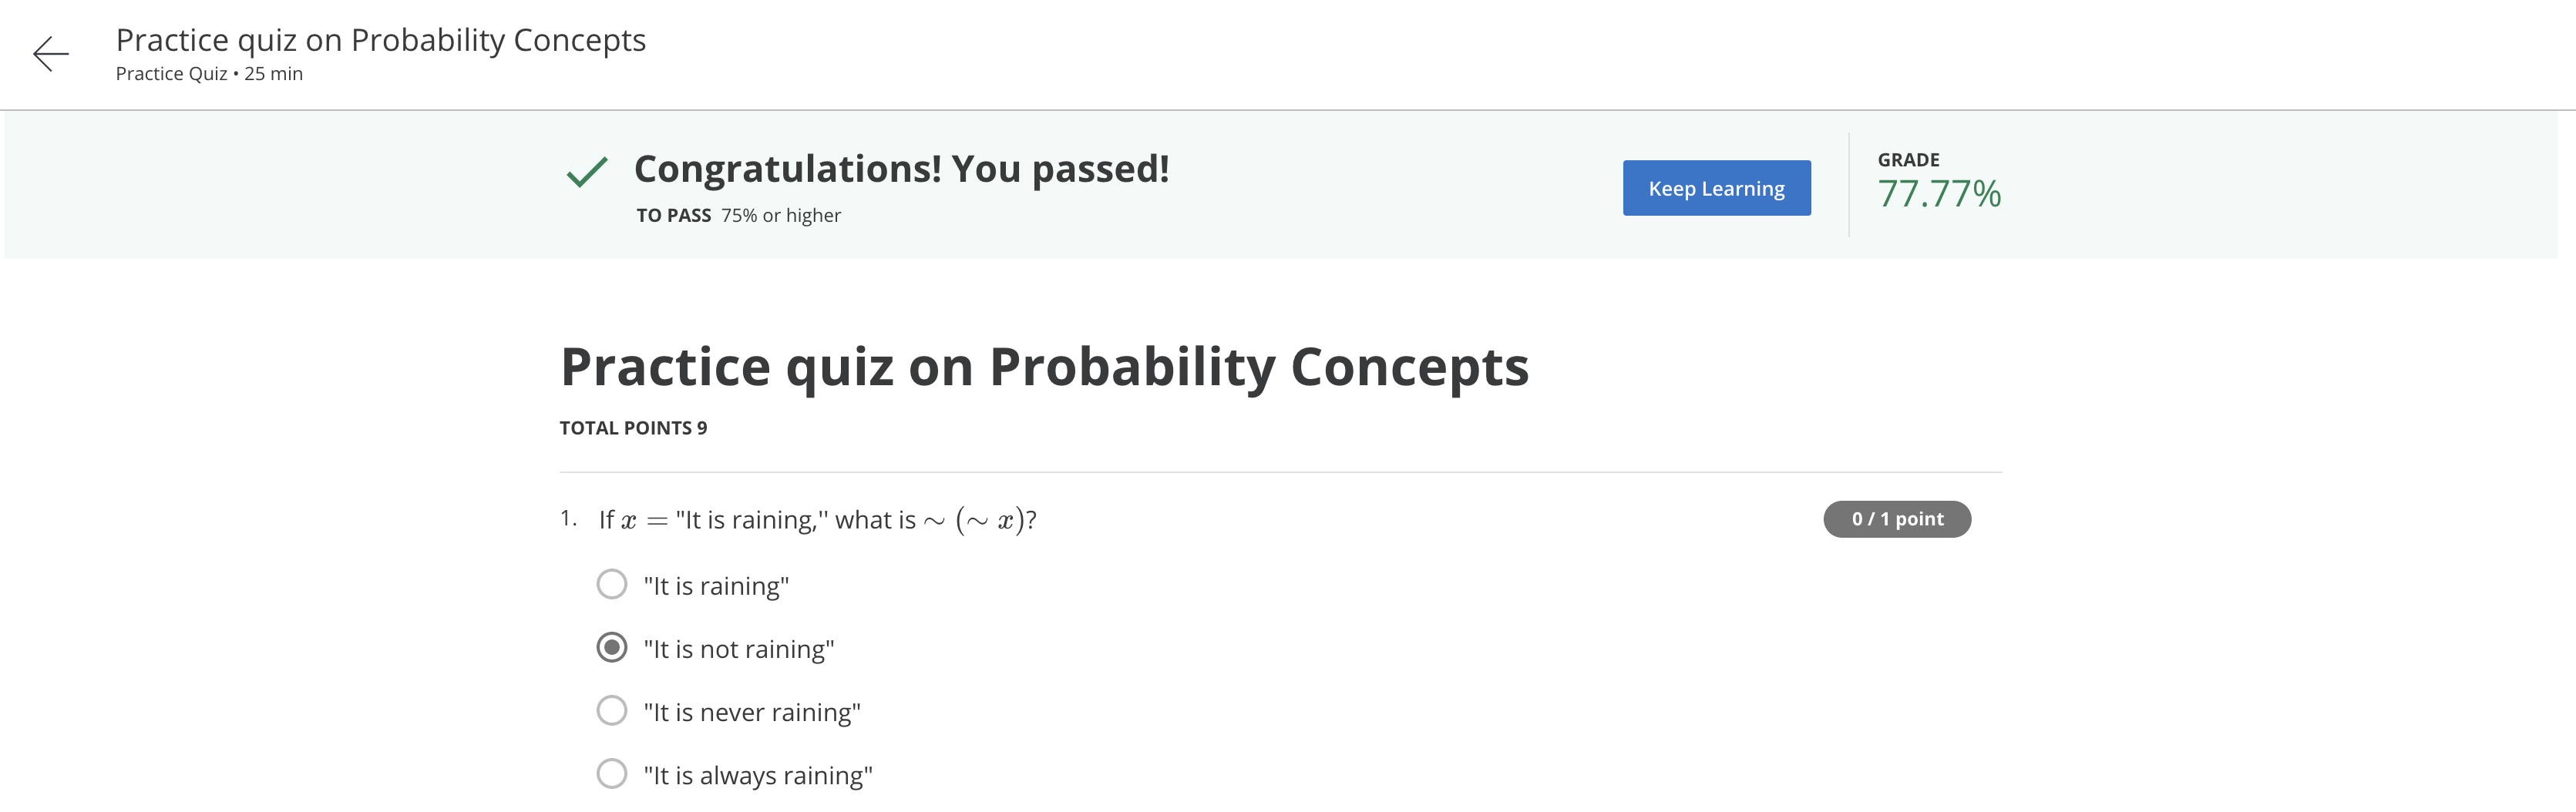 Practice quiz on Probability Concepts
Practice Quiz • 25 min
Congratulations! You passed!
TO PASS 75% or higher
Keep Learning
GRADE
77.77%
Practice quiz on Probability Concepts
TOTAL POINTS 9
1. If x = "It is raining,'' what is ∼ (∼ x)?
0 / 1 point
"It is raining"
"It is not raining"
"It is never raining"
"It is always raining"